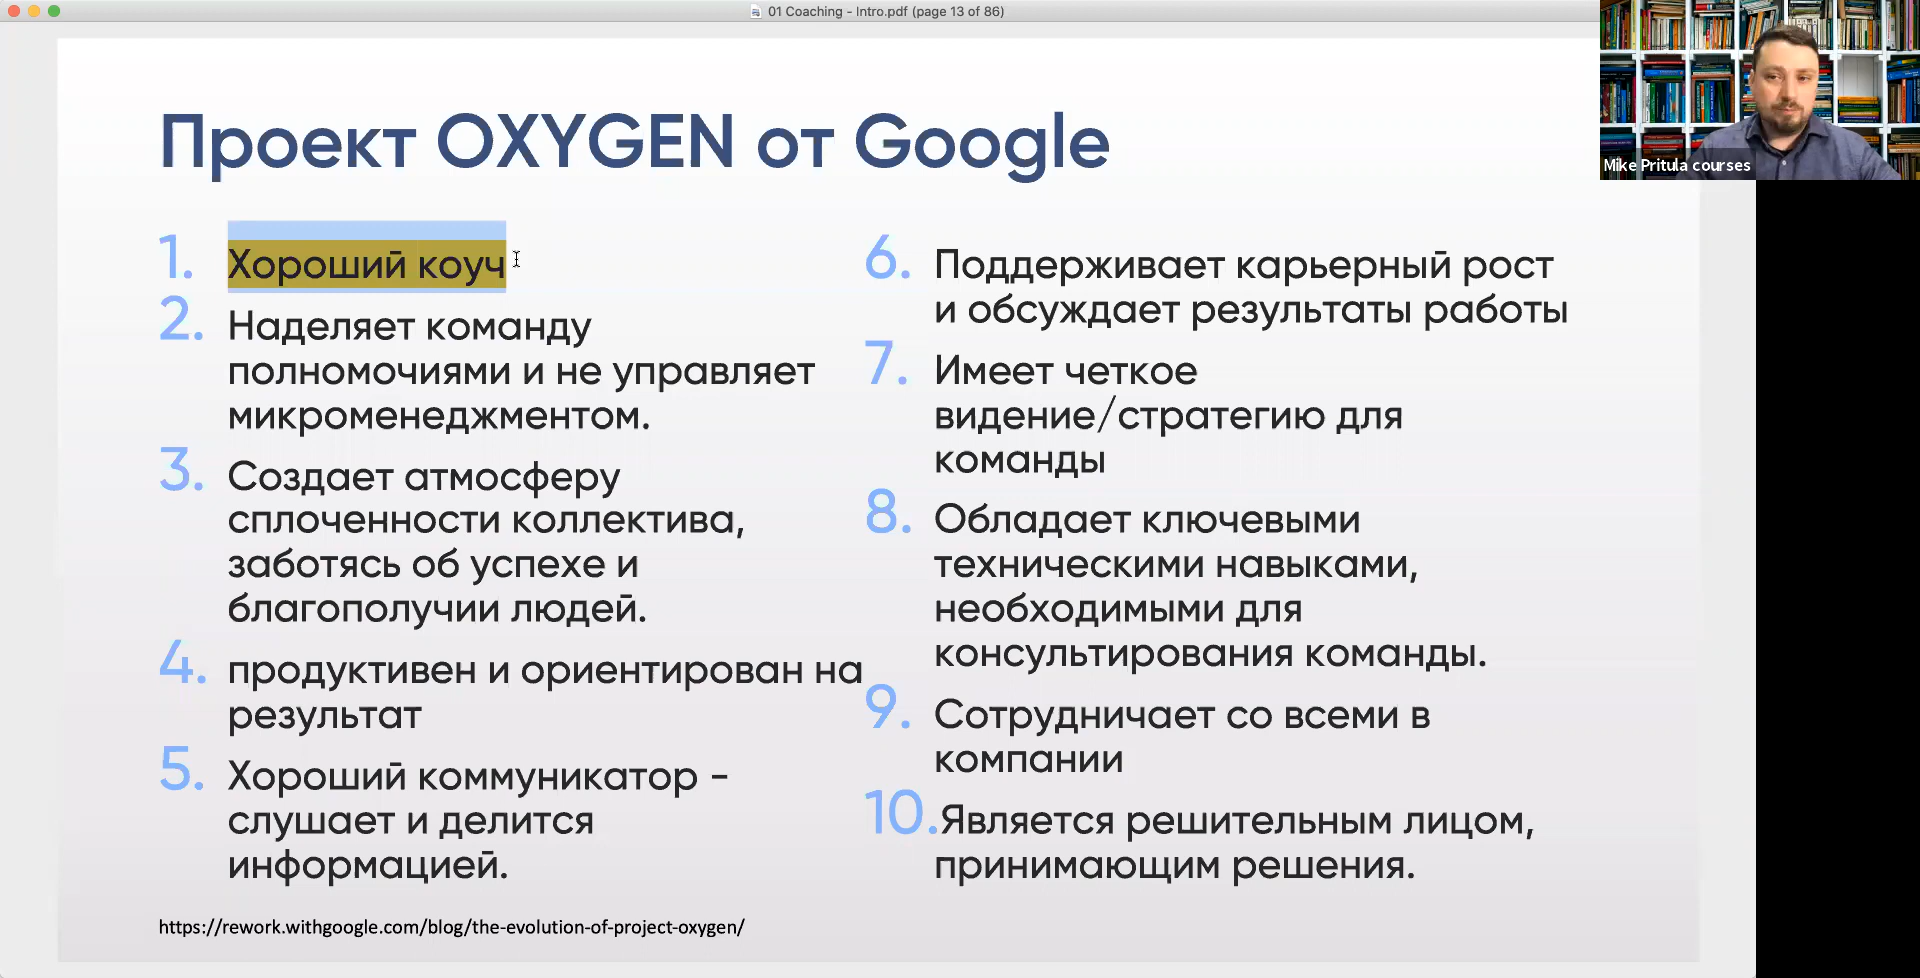 01 Coaching - Intro.pdf (page 13 of 86)
Mike Pritula courses
Проект OXYGEN от Google
1. Хороший коуч
2. Наделяет команду
полномочиями и не управляет
микроменеджментом.
3. Создает атмосферу
сплоченности коллектива,
заботясь об успехе и
благополучии людей.
4. продуктивен и ориентирован на
результат
5. Хороший коммуникатор -
слушает и делится
информацией.
6. Поддерживает карьерный рост
и обсуждает результаты работы
7. Имеет четкое
видение/стратегию для
команды
8. Обладает ключевыми
техническими навыками,
необходимыми для
консультирования команды.
9. Сотрудничает со всеми в
компании
10. Является решительным лицом,
принимающим решения.
https://rework.withgoogle.com/blog/the-evolution-of-project-oxygen/